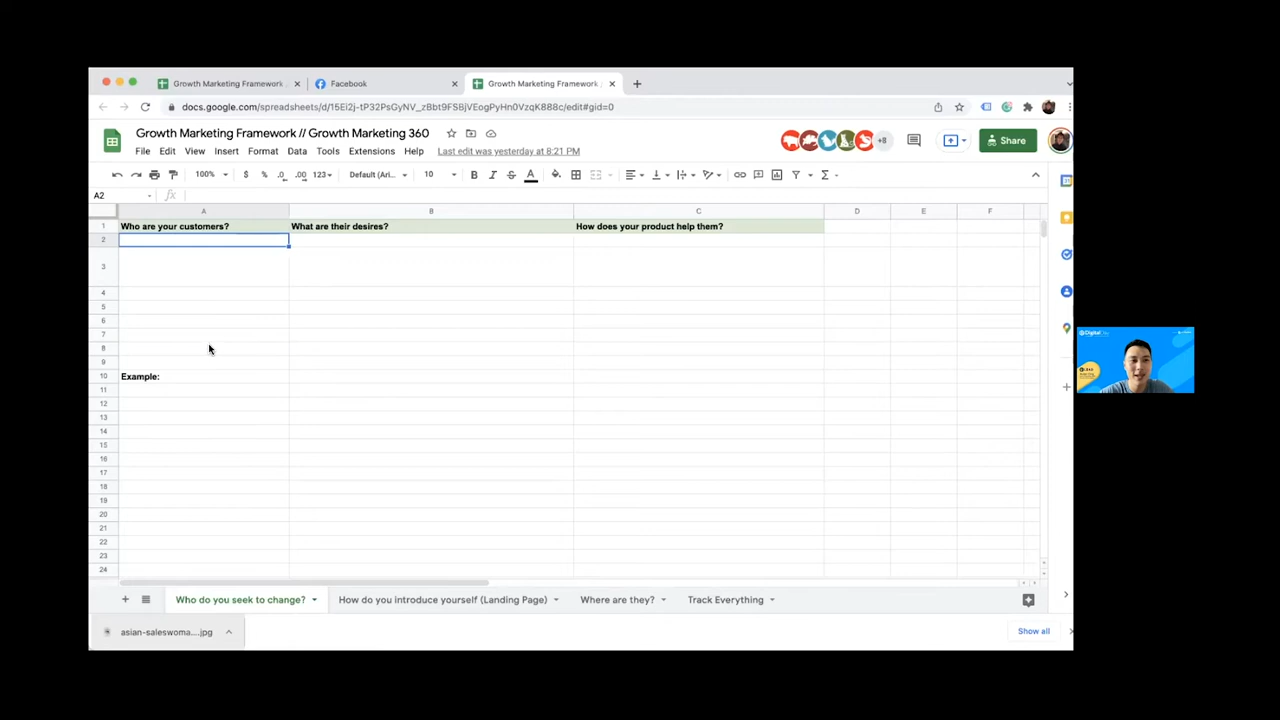 Growth Marketing Framework
Facebook
Growth Marketing Framework
docs.google.com/spreadsheets/d/15Ei2j-tP32PsGyNV_zBbt9FSBjVEogPyHn0VzqK888c/edit#gid=0
Growth Marketing Framework // Growth Marketing 360
+8
Share
File Edit View Insert Format Data Tools Extensions Help Last edit was yesterday at 8:21 PM
100% $ % .0 .00 123 Default (Ari... 10 B I S A
A2 fx
A B C D E F
1 Who are your customers? What are their desires? How does your product help them?
2
3
4
5
6
7
8
9
10 Example:
11
12
13
14
15
16
17
18
19
20
21
22
23
24
Who do you seek to change? How do you introduce yourself (Landing Page) Where are they? Track Everything
asian-saleswoma....jpg Show all